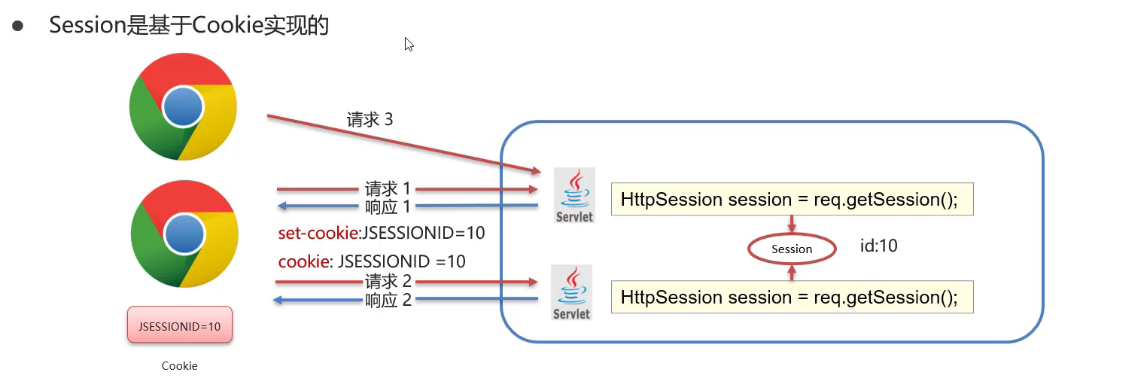 Session是基于Cookie实现的
请求 3
请求 1
响应 1
set-cookie:JSESSIONID=10
cookie: JSESSIONID =10
请求 2
响应 2
JSESSIONID=10
Cookie
Servlet
HttpSession session = req.getSession();
Session
id:10
Servlet
HttpSession session = req.getSession();